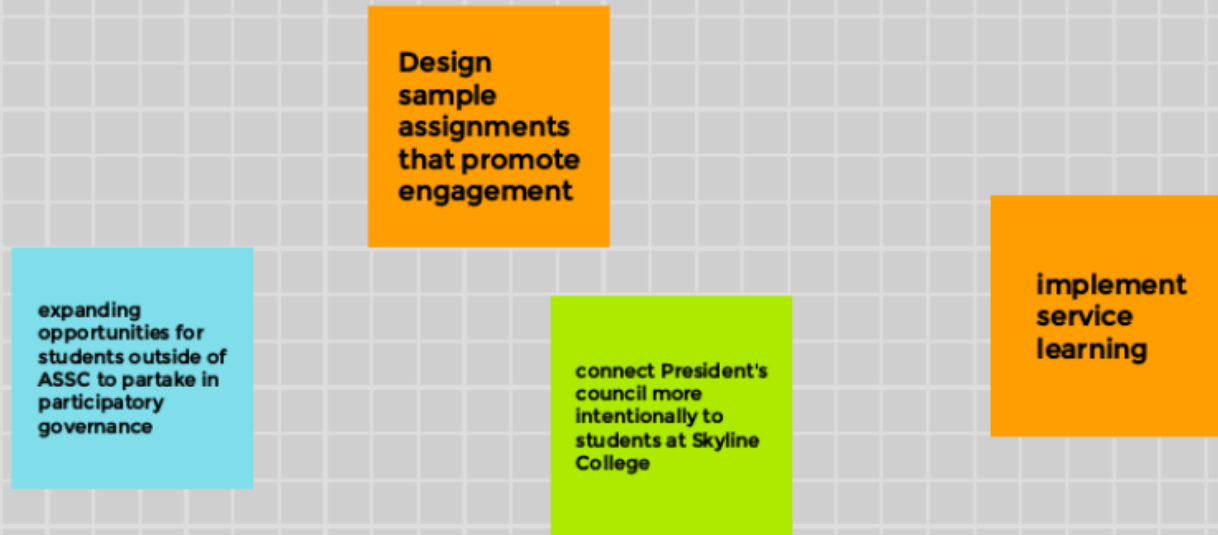 Design
sample
assignments
that promote
engagement
expanding
opportunities for
students outside of
ASSC to partake in
participatory
governance
connect President's
council more
intentionally to
students at Skyline
College
implement
service
learning